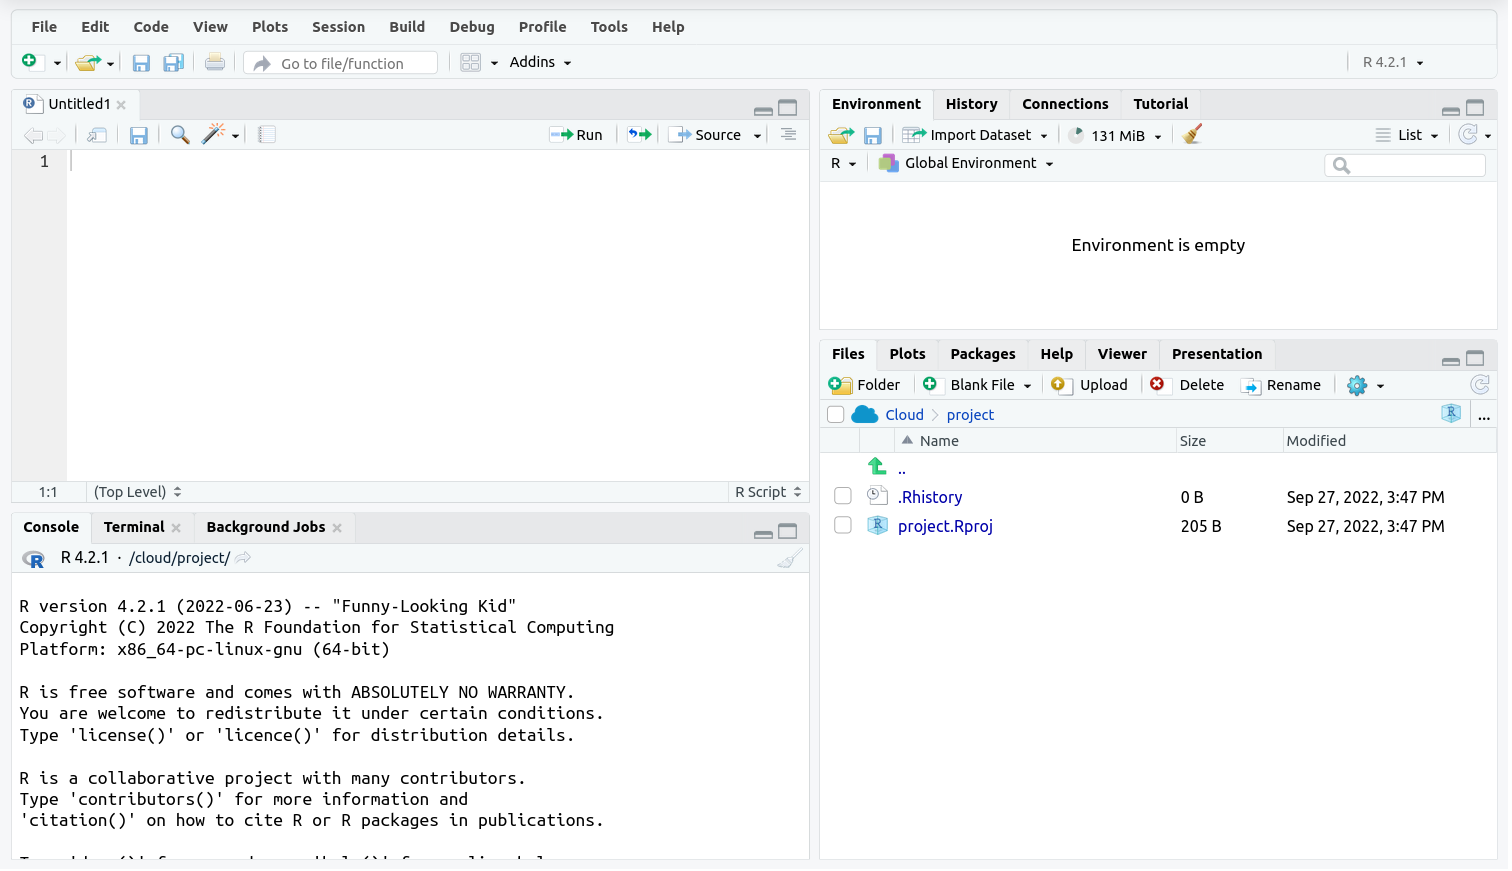 File Edit Code View Plots Session Build Debug Profile Tools Help
Go to file/function Addins R 4.2.1
Untitled1
Run Source
1
1:1 (Top Level) R Script
Console Terminal Background Jobs
R 4.2.1 · /cloud/project/
R version 4.2.1 (2022-06-23) -- "Funny-Looking Kid"
Copyright (C) 2022 The R Foundation for Statistical Computing
Platform: x86_64-pc-linux-gnu (64-bit)
R is free software and comes with ABSOLUTELY NO WARRANTY.
You are welcome to redistribute it under certain conditions.
Type 'license()' or 'licence()' for distribution details.
R is a collaborative project with many contributors.
Type 'contributors()' for more information and
'citation()' on how to cite R or R packages in publications.
Environment History Connections Tutorial
Import Dataset 131 MiB List
R Global Environment
Environment is empty
Files Plots Packages Help Viewer Presentation
Folder Blank File Upload Delete Rename
Cloud project R ...
Name Size Modified
..
.Rhistory 0 B Sep 27, 2022, 3:47 PM
project.Rproj 205 B Sep 27, 2022, 3:47 PM